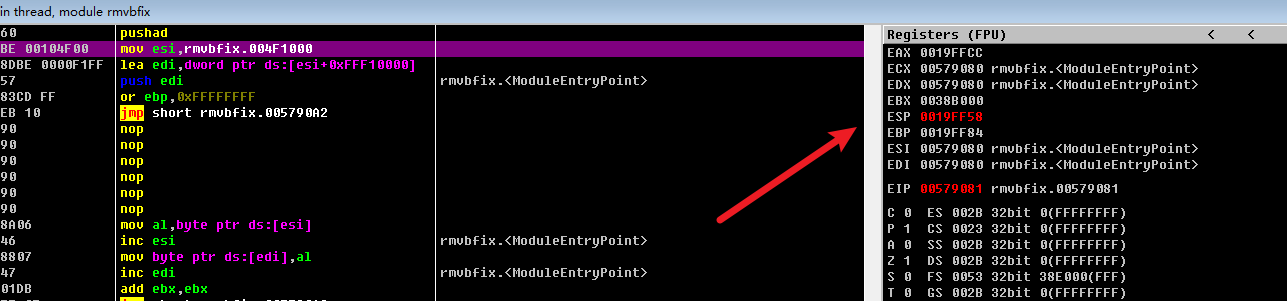 in thread, module rmvbfix
60 pushad
BE 00104F00 mov esi,rmvbfix.004F1000
8DBE 0000F1FF lea edi,dword ptr ds:[esi+0xFFF10000]
57 push edi rmvbfix.<ModuleEntryPoint>
83CD FF or ebp,0xFFFFFFFF
EB 10 jmp short rmvbfix.005790A2
90 nop
90 nop
90 nop
90 nop
90 nop
90 nop
8A06 mov al,byte ptr ds:[esi]
46 inc esi rmvbfix.<ModuleEntryPoint>
8807 mov byte ptr ds:[edi],al
47 inc edi rmvbfix.<ModuleEntryPoint>
01DB add ebx,ebx
Registers (FPU) < <
EAX 0019FFCC
ECX 00579080 rmvbfix.<ModuleEntryPoint>
EDX 00579080 rmvbfix.<ModuleEntryPoint>
EBX 0038B000
ESP 0019FF58
EBP 0019FF84
ESI 00579080 rmvbfix.<ModuleEntryPoint>
EDI 00579080 rmvbfix.<ModuleEntryPoint>
EIP 00579081 rmvbfix.00579081
C 0 ES 002B 32bit 0(FFFFFFFF)
P 1 CS 0023 32bit 0(FFFFFFFF)
A 0 SS 002B 32bit 0(FFFFFFFF)
Z 1 DS 002B 32bit 0(FFFFFFFF)
S 0 FS 0053 32bit 38E000(FFF)
T 0 GS 002B 32bit 0(FFFFFFFF)